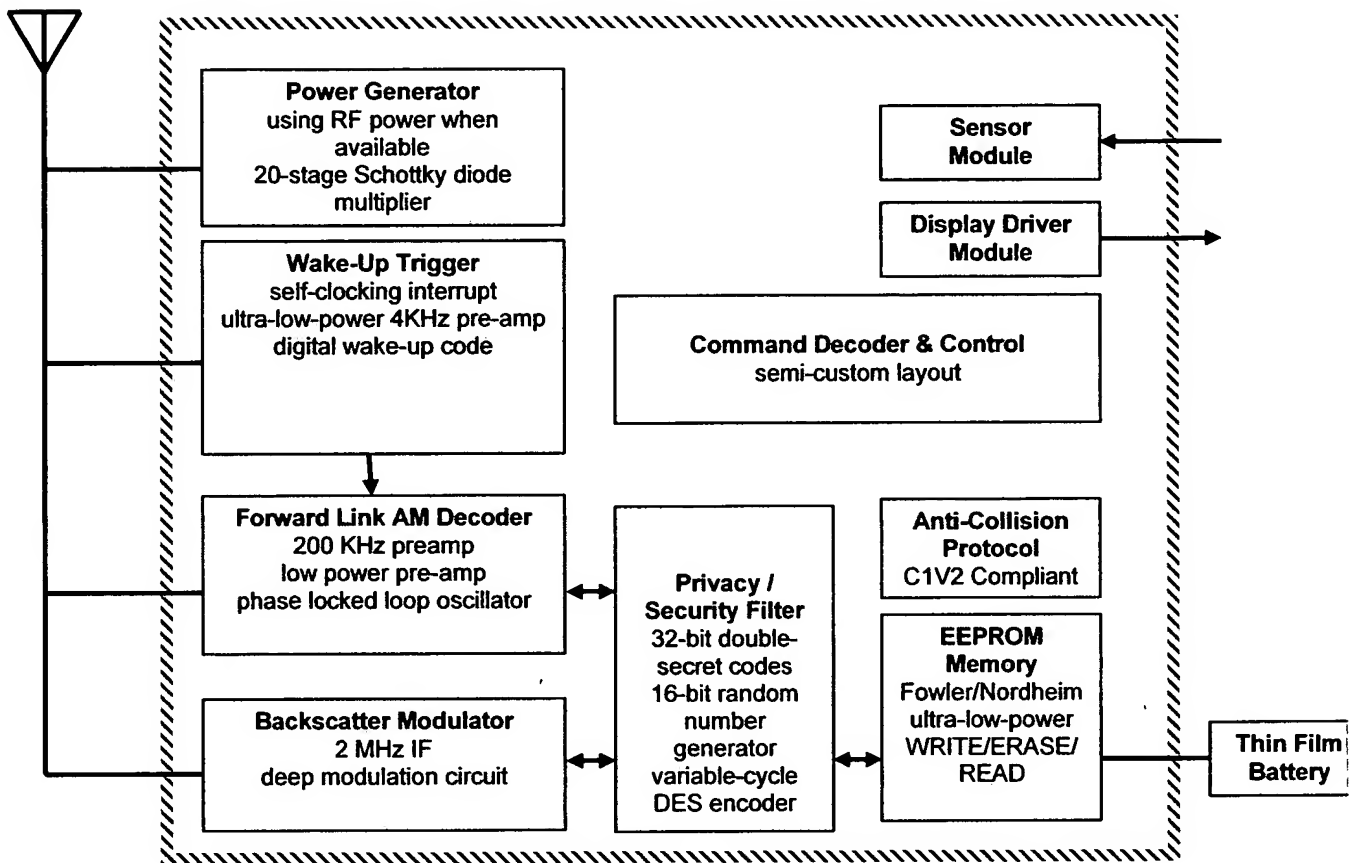 Power Generator
using RF power when
available
20-stage Schottky diode
multiplier
Sensor
Module
Display Driver
Module
Wake-Up Trigger
self-clocking interrupt
ultra-low-power 4KHz pre-amp
digital wake-up code
Command Decoder & Control
semi-custom layout
Forward Link AM Decoder
200 KHz preamp
low power pre-amp
phase locked loop oscillator
Privacy /
Security Filter
32-bit double-
secret codes
16-bit random
number
generator
variable-cycle
DES encoder
Anti-Collision
Protocol
C1V2 Compliant
EEPROM
Memory
Fowler/Nordheim
ultra-low-power
WRITE/ERASE/
READ
Backscatter Modulator
2 MHz IF
deep modulation circuit
Thin Film
Battery